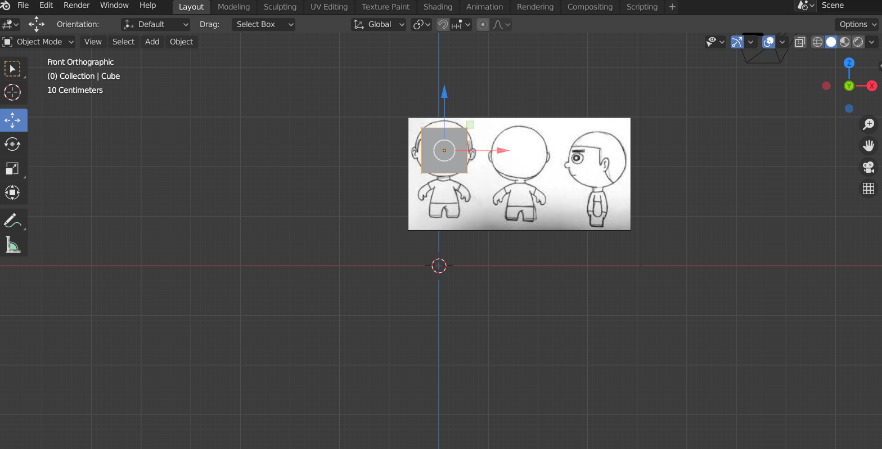 File Edit Render Window Help Layout Modeling Sculpting UV Editing Texture Paint Shading Animation Rendering Compositing Scripting + Scene
Orientation: Default Drag: Select Box Global Options
Object Mode View Select Add Object
Front Orthographic
(0) Collection | Cube
10 Centimeters
Z
Y
X